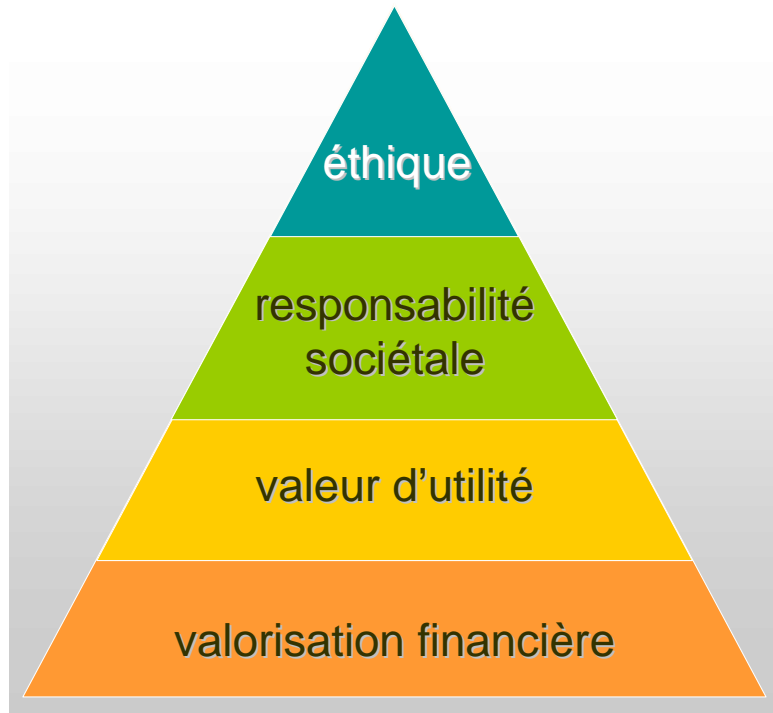 éthique
responsabilité
sociétale
valeur d’utilité
valorisation financière